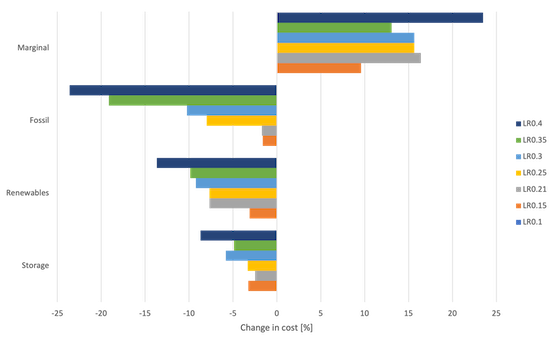 Marginal
Fossil
Renewables
Storage
-25 -20 -15 -10 -5 0 5 10 15 20 25
Change in cost [%]
LR0.4
LR0.35
LR0.3
LR0.25
LR0.21
LR0.15
LR0.1